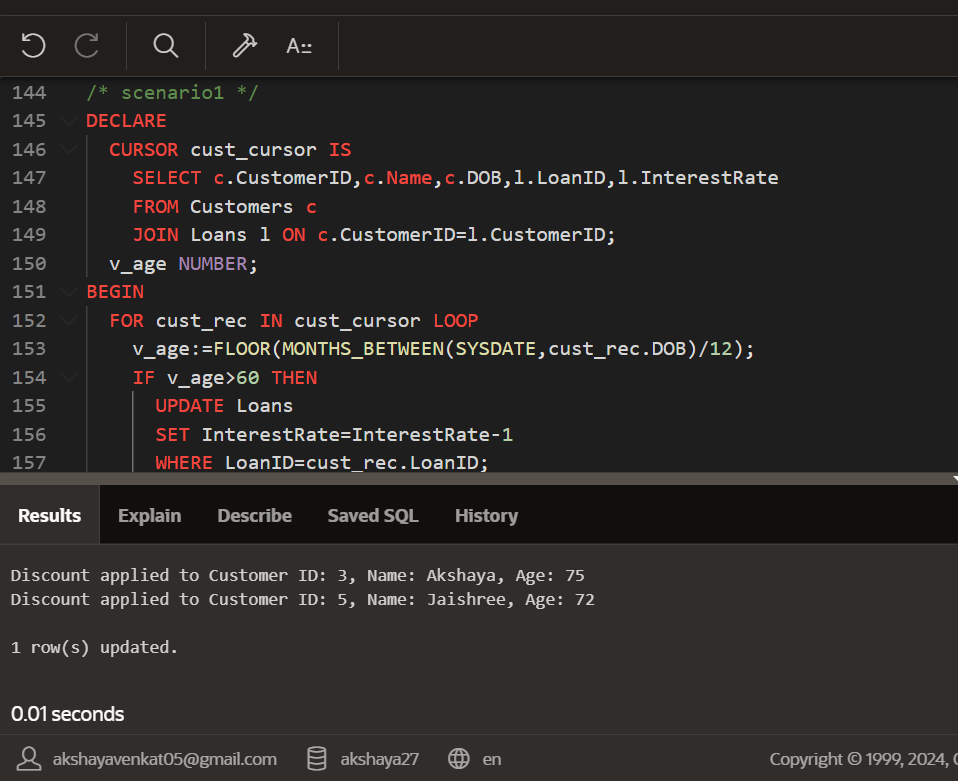 A
144 /* scenario1 */
145 DECLARE
146 CURSOR cust_cursor IS
147 SELECT c.CustomerID,c.Name,c.DOB,l.LoanID,l.InterestRate
148 FROM Customers c
149 JOIN Loans l ON c.CustomerID=l.CustomerID;
150 v_age NUMBER;
151 BEGIN
152 FOR cust_rec IN cust_cursor LOOP
153 v_age:=FLOOR(MONTHS_BETWEEN(SYSDATE,cust_rec.DOB)/12);
154 IF v_age>60 THEN
155 UPDATE Loans
156 SET InterestRate=InterestRate-1
157 WHERE LoanID=cust_rec.LoanID;
Results Explain Describe Saved SQL History
Discount applied to Customer ID: 3, Name: Akshaya, Age: 75
Discount applied to Customer ID: 5, Name: Jaishree, Age: 72
1 row(s) updated.
0.01 seconds
akshayavenkat05@gmail.com akshaya27 en Copyright © 1999, 2024,